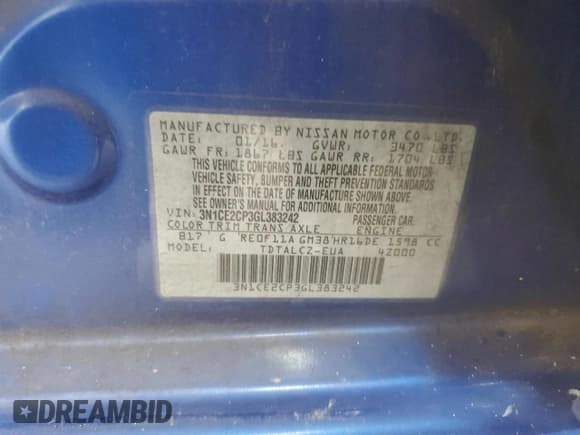 MANUFACTURED BY NISSAN MOTOR CO.,LTD.
DATE: 01/16. GVWR: 3470 LBS
GAWR FR: 1867 LBS GAWR RR: 1704 LBS
THIS VEHICLE CONFORMS TO ALL APPLICABLE FEDERAL MOTOR
VEHICLE SAFETY, BUMPER AND THEFT PREVENTION STANDARDS
IN EFFECT ON THE DATE OF MANUFACTURE SHOWN ABOVE.
SEE OWNER'S MANUAL FOR ADDITIONAL INFORMATION.
VIN: 3N1CE2CP3GL383242 PASSENGER CAR
COLOR TRIM TRANS AXLE ENGINE
B17 G RE0F11A GM38 HR16DE 1598 CC
MODEL: TDTALCZ-EUA 42000
3N1CE2CP3GL383242
DREAMBID